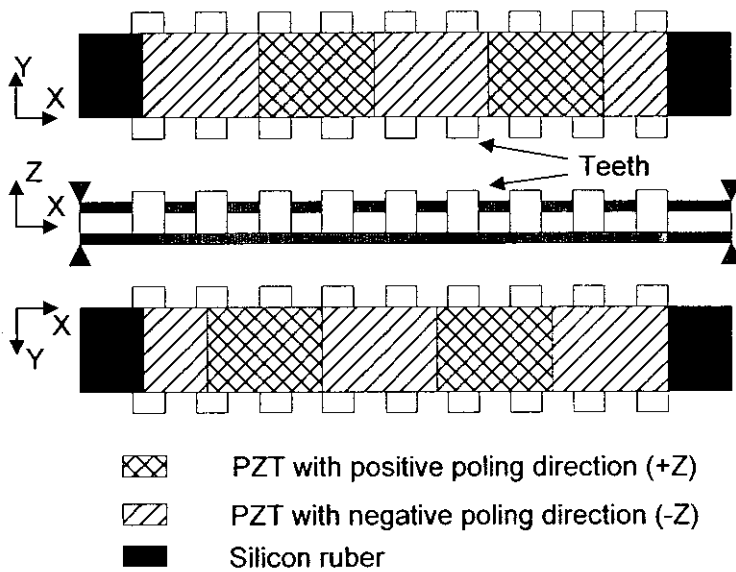 Y
X
Teeth
Z
X
X
Y
PZT with positive poling direction (+Z)
PZT with negative poling direction (-Z)
Silicon ruber